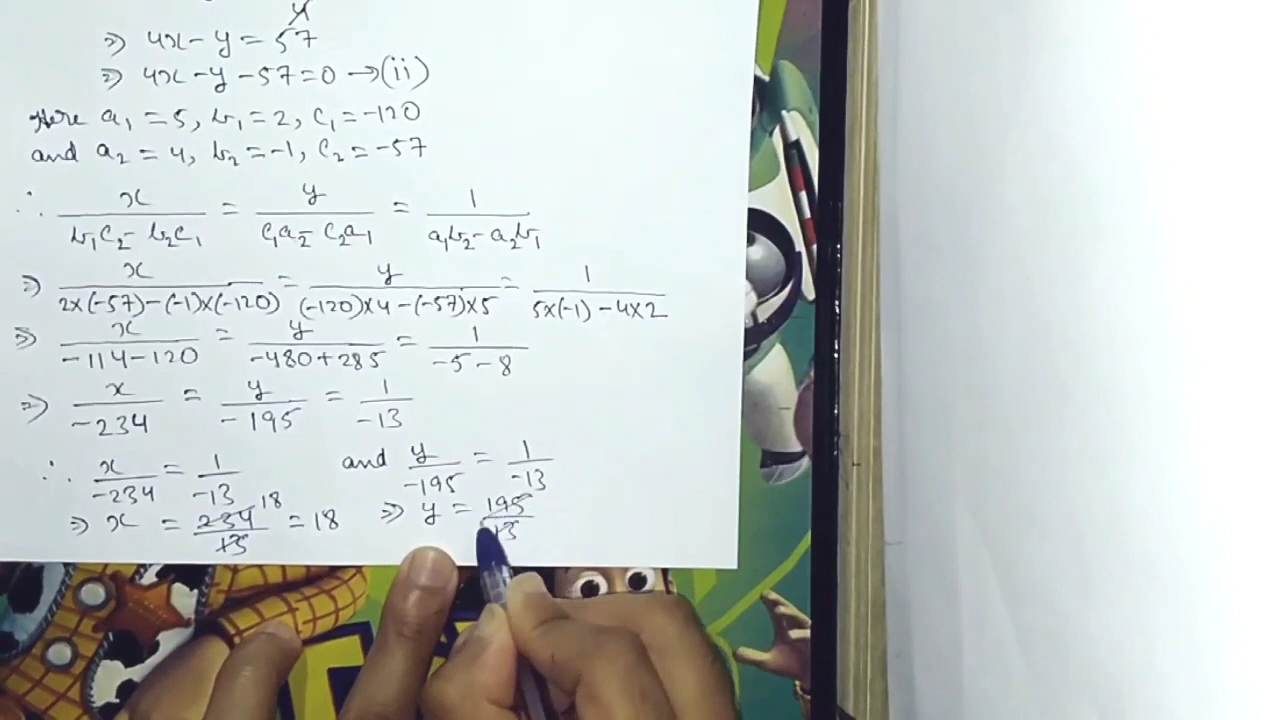 ⇒ 4x - y = 57
⇒ 4x - y - 57 = 0 → (ii)
Here a₁ = 5, b₁ = 2, c₁ = -120
and a₂ = 4, b₂ = -1, c₂ = -57
∴ x/(b₁c₂ - b₂c₁) = y/(c₁a₂ - c₂a₁) = 1/(a₁b₂ - a₂b₁)
⇒ x/(2×(-57) - (-1)×(-120)) = y/((-120)×4 - (-57)×5) = 1/(5×(-1) - 4×2)
⇒ x/(-114-120) = y/(-480+285) = 1/(-5-8)
⇒ x/-234 = y/-195 = 1/-13
∴ x/-234 = 1/-13 and y/-195 = 1/-13
⇒ x = 234/13 18 = 18 ⇒ y = 195/13